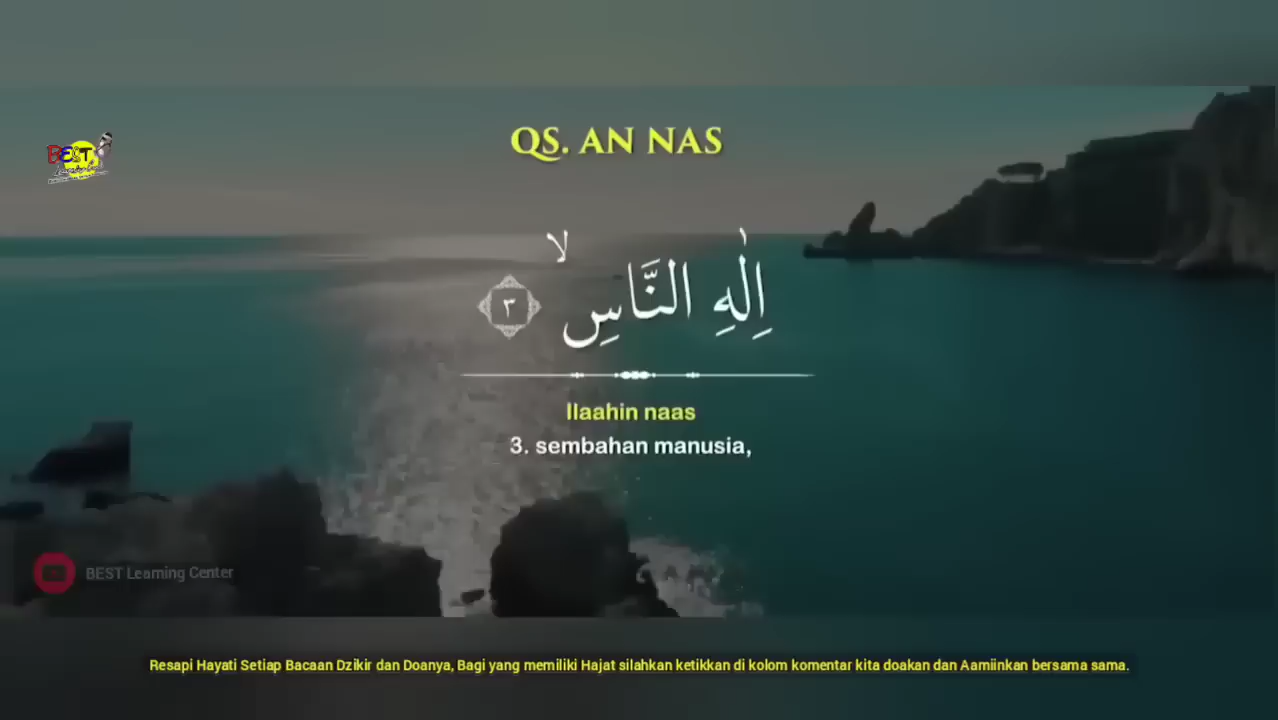 BEST
QS. AN NAS
اِلٰهِ النَّاسِۙ ٣
Ilaahin naas
3. sembahan manusia,
BEST Learning Center
Resapi Hayati Setiap Bacaan Dzikir dan Doanya, Bagi yang memiliki Hajat silahkan ketikkan di kolom komentar kita doakan dan Aamiinkan bersama sama.